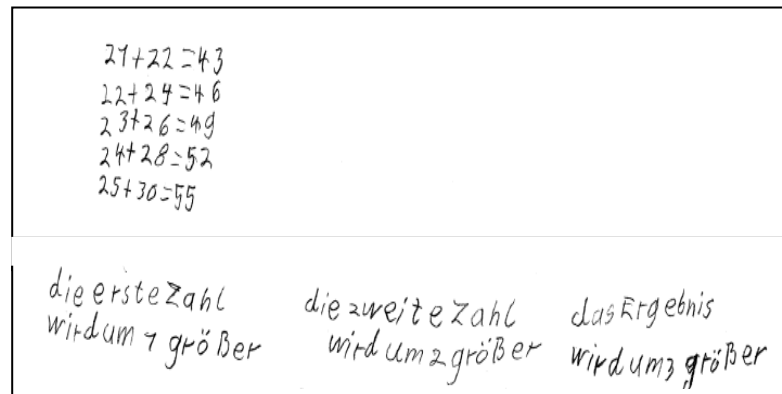 21+22=43
22+24=46
23+26=49
24+28=52
25+30=55
die erste Zahl
wird um 1 größer
die zweite Zahl
wird um 2 größer
das Ergebnis
wird um 3 größer